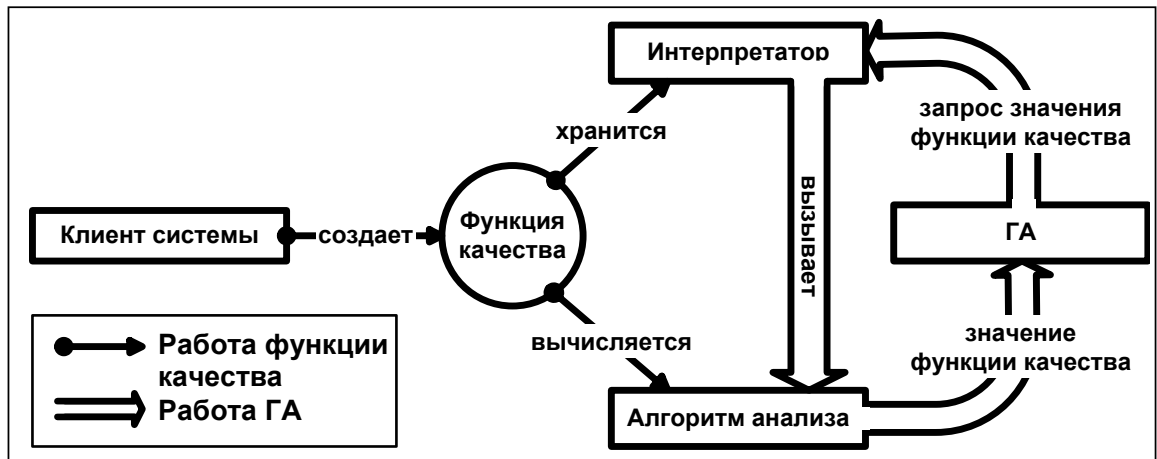 Интерпретатор
хранится
запрос значения
функции качества
Клиент системы
создает
Функция
качества
вызывает
ГА
вычисляется
значение
функции качества
Алгоритм анализа
Работа функции
качества
Работа ГА